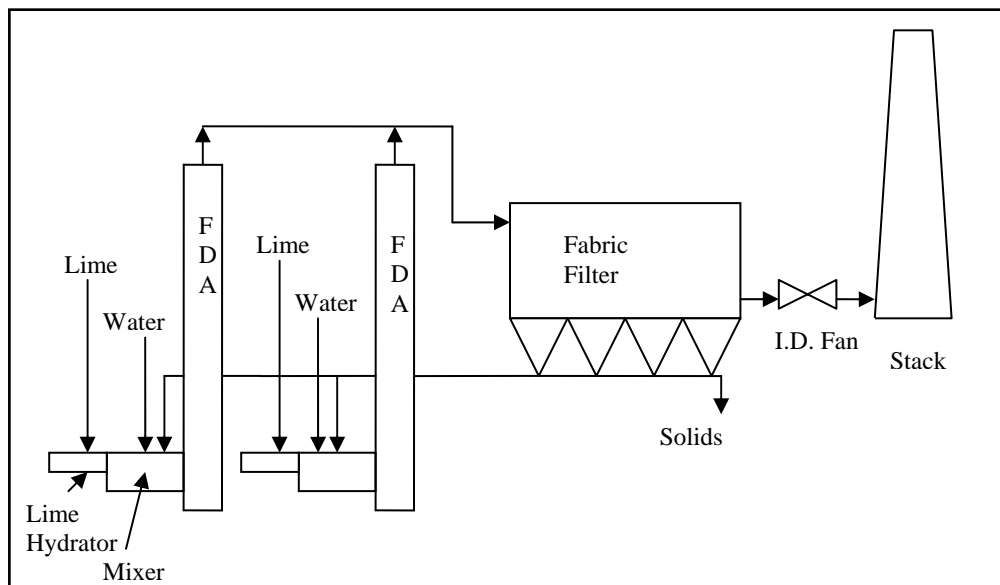 F
D
A
F
D
A
Lime
Water
Lime
Water
Fabric
Filter
I.D. Fan
Stack
Solids
Lime
Hydrator
Mixer